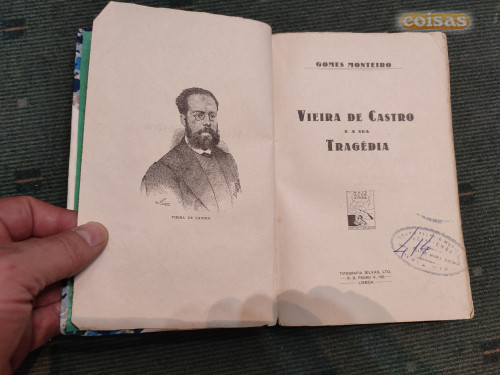 coisas
VIEIRA DE CASTRO
GOMES MONTEIRO
VIEIRA DE CASTRO
E A SUA
TRAGÉDIA
TIPOGRAFIA SILVAS, LTD.
LISBOA